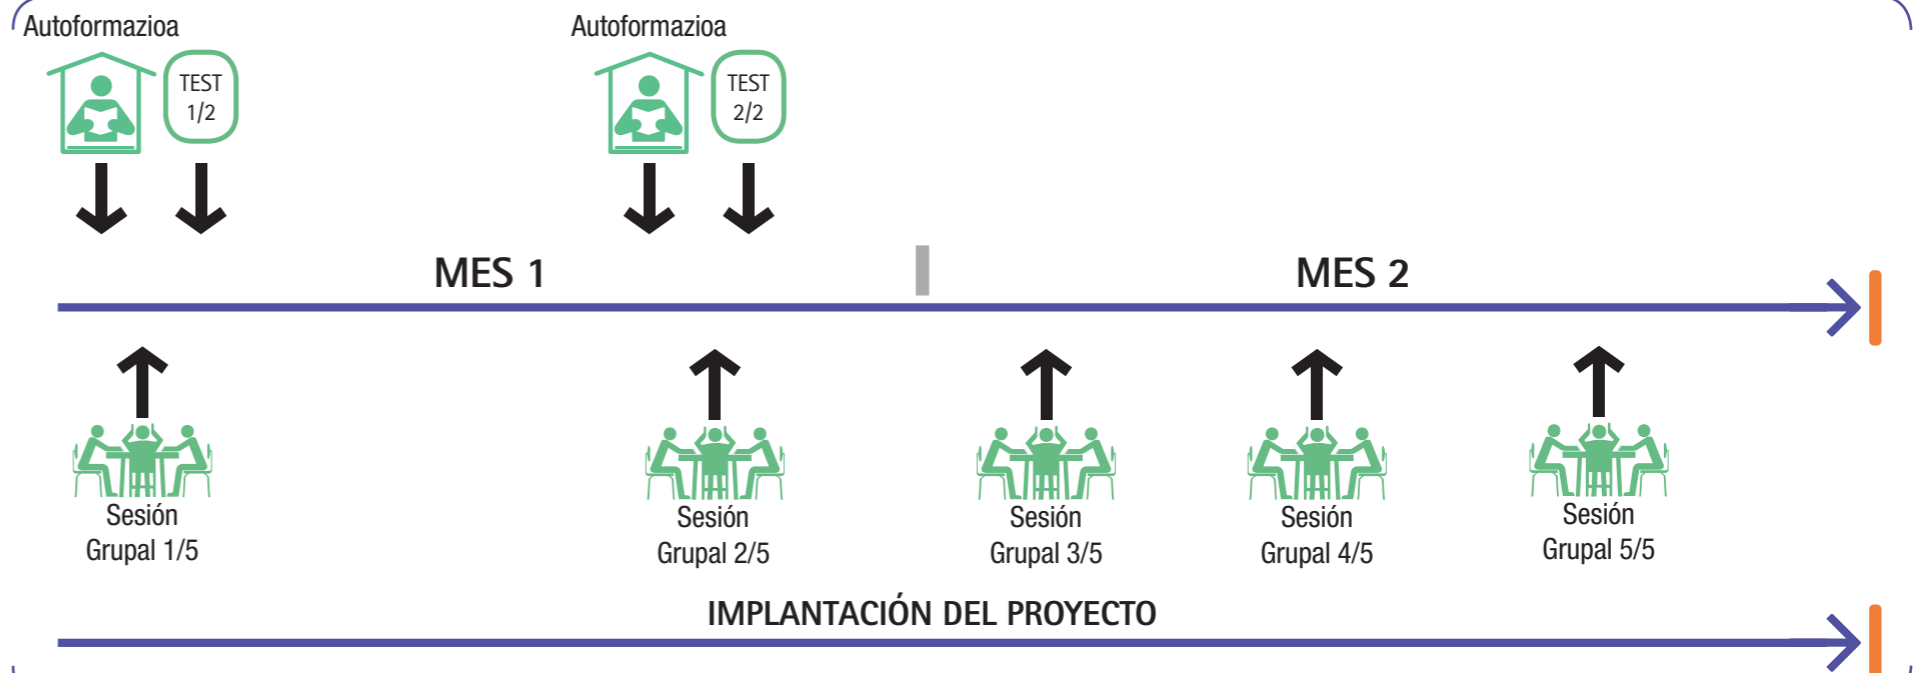 Autoformazioa
TEST
1/2
Autoformazioa
TEST
2/2
MES 1
MES 2
Sesión
Grupal 1/5
Sesión
Grupal 2/5
Sesión
Grupal 3/5
Sesión
Grupal 4/5
Sesión
Grupal 5/5
IMPLANTACIÓN DEL PROYECTO